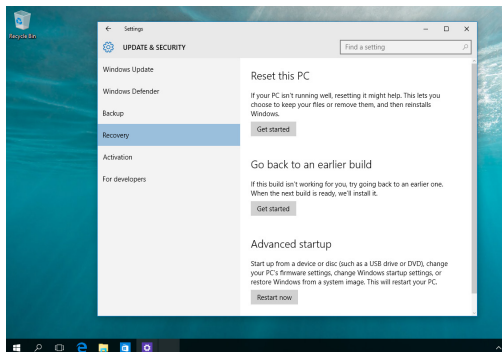 Recycle Bin
Settings
UPDATE & SECURITY
Find a setting
Windows Update
Windows Defender
Backup
Recovery
Activation
For developers
Reset this PC
If your PC isn't running well, resetting it might help. This lets you
choose to keep your files or remove them, and then reinstalls
Windows.
Get started
Go back to an earlier build
If this build isn't working for you, try going back to an earlier one.
When the next build is ready, we'll install it.
Get started
Advanced startup
Start up from a device or disc (such as a USB drive or DVD), change
your PC's firmware settings, change Windows startup settings, or
restore Windows from a system image. This will restart your PC.
Restart now